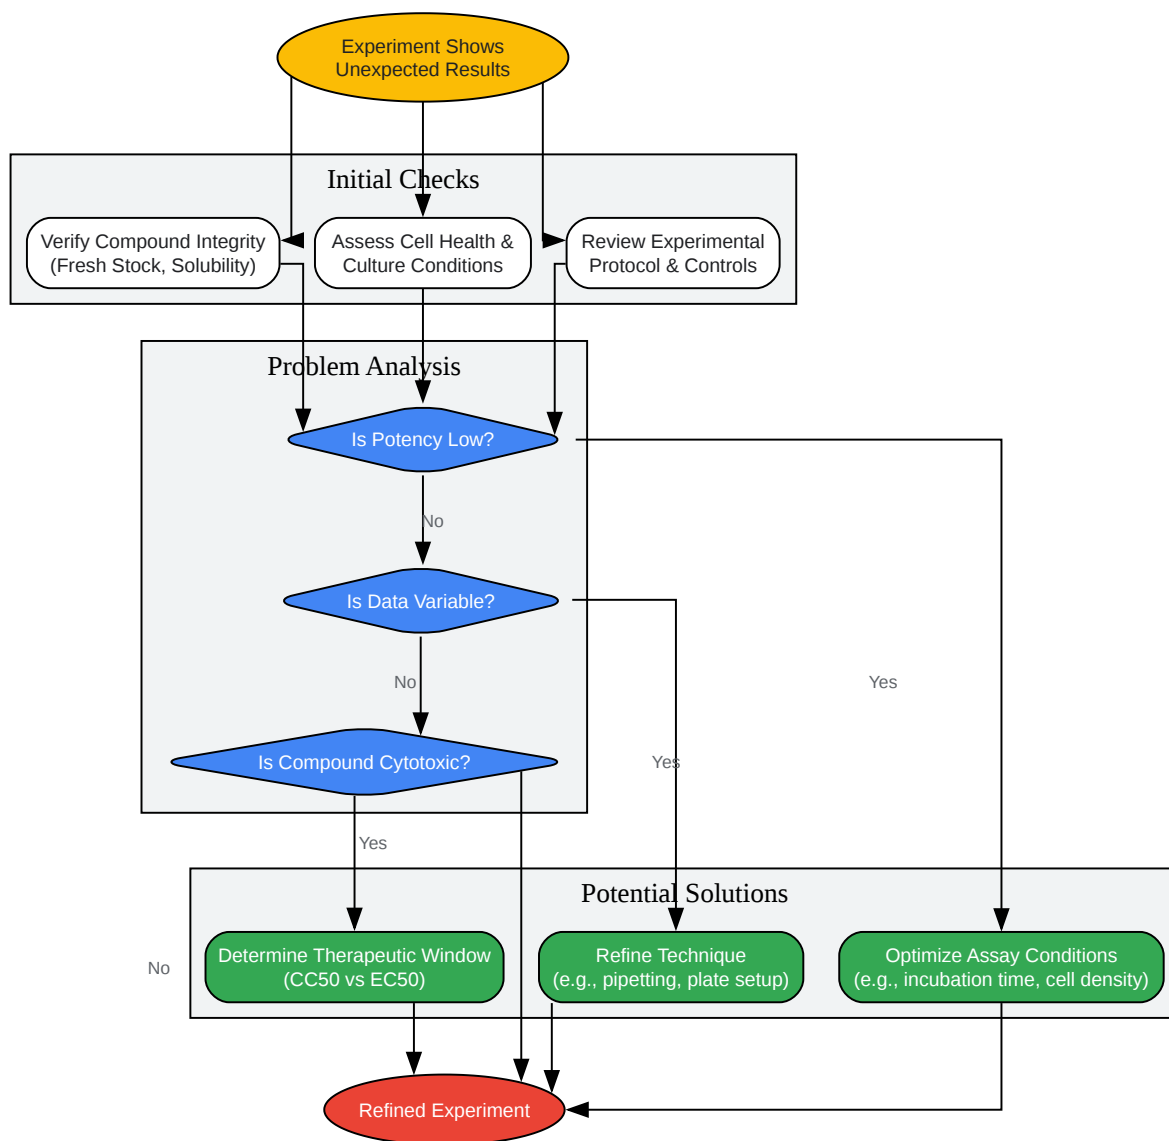 Experiment Shows
Unexpected Results
Initial Checks
Verify Compound Integrity
(Fresh Stock, Solubility)
Assess Cell Health &
Culture Conditions
Review Experimental
Protocol & Controls
Problem Analysis
Is Potency Low?
No
Is Data Variable?
No
Yes
Is Compound Cytotoxic?
Yes
Yes
Potential Solutions
Determine Therapeutic Window
(CC50 vs EC50)
Refine Technique
(e.g., pipetting, plate setup)
Optimize Assay Conditions
(e.g., incubation time, cell density)
No
Refined Experiment